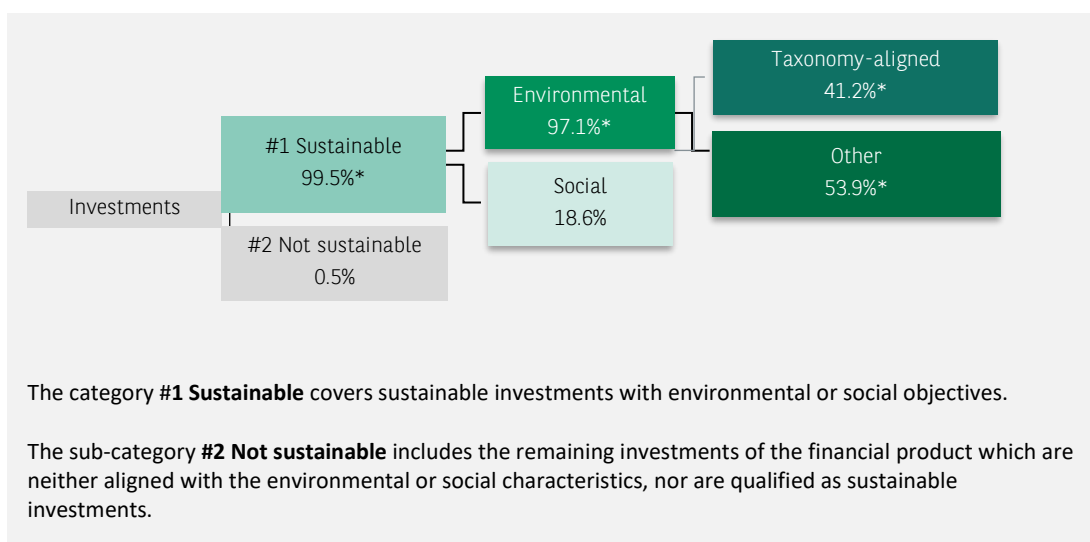 Investments
#1 Sustainable
99.5%*
#2 Not sustainable
0.5%
Environmental
97.1%*
Social
18.6%
Taxonomy-aligned
41.2%*
Other
53.9%*
The category #1 Sustainable covers sustainable investments with environmental or social objectives.
The sub-category #2 Not sustainable includes the remaining investments of the financial product which are
neither aligned with the environmental or social characteristics, nor are qualified as sustainable
investments.